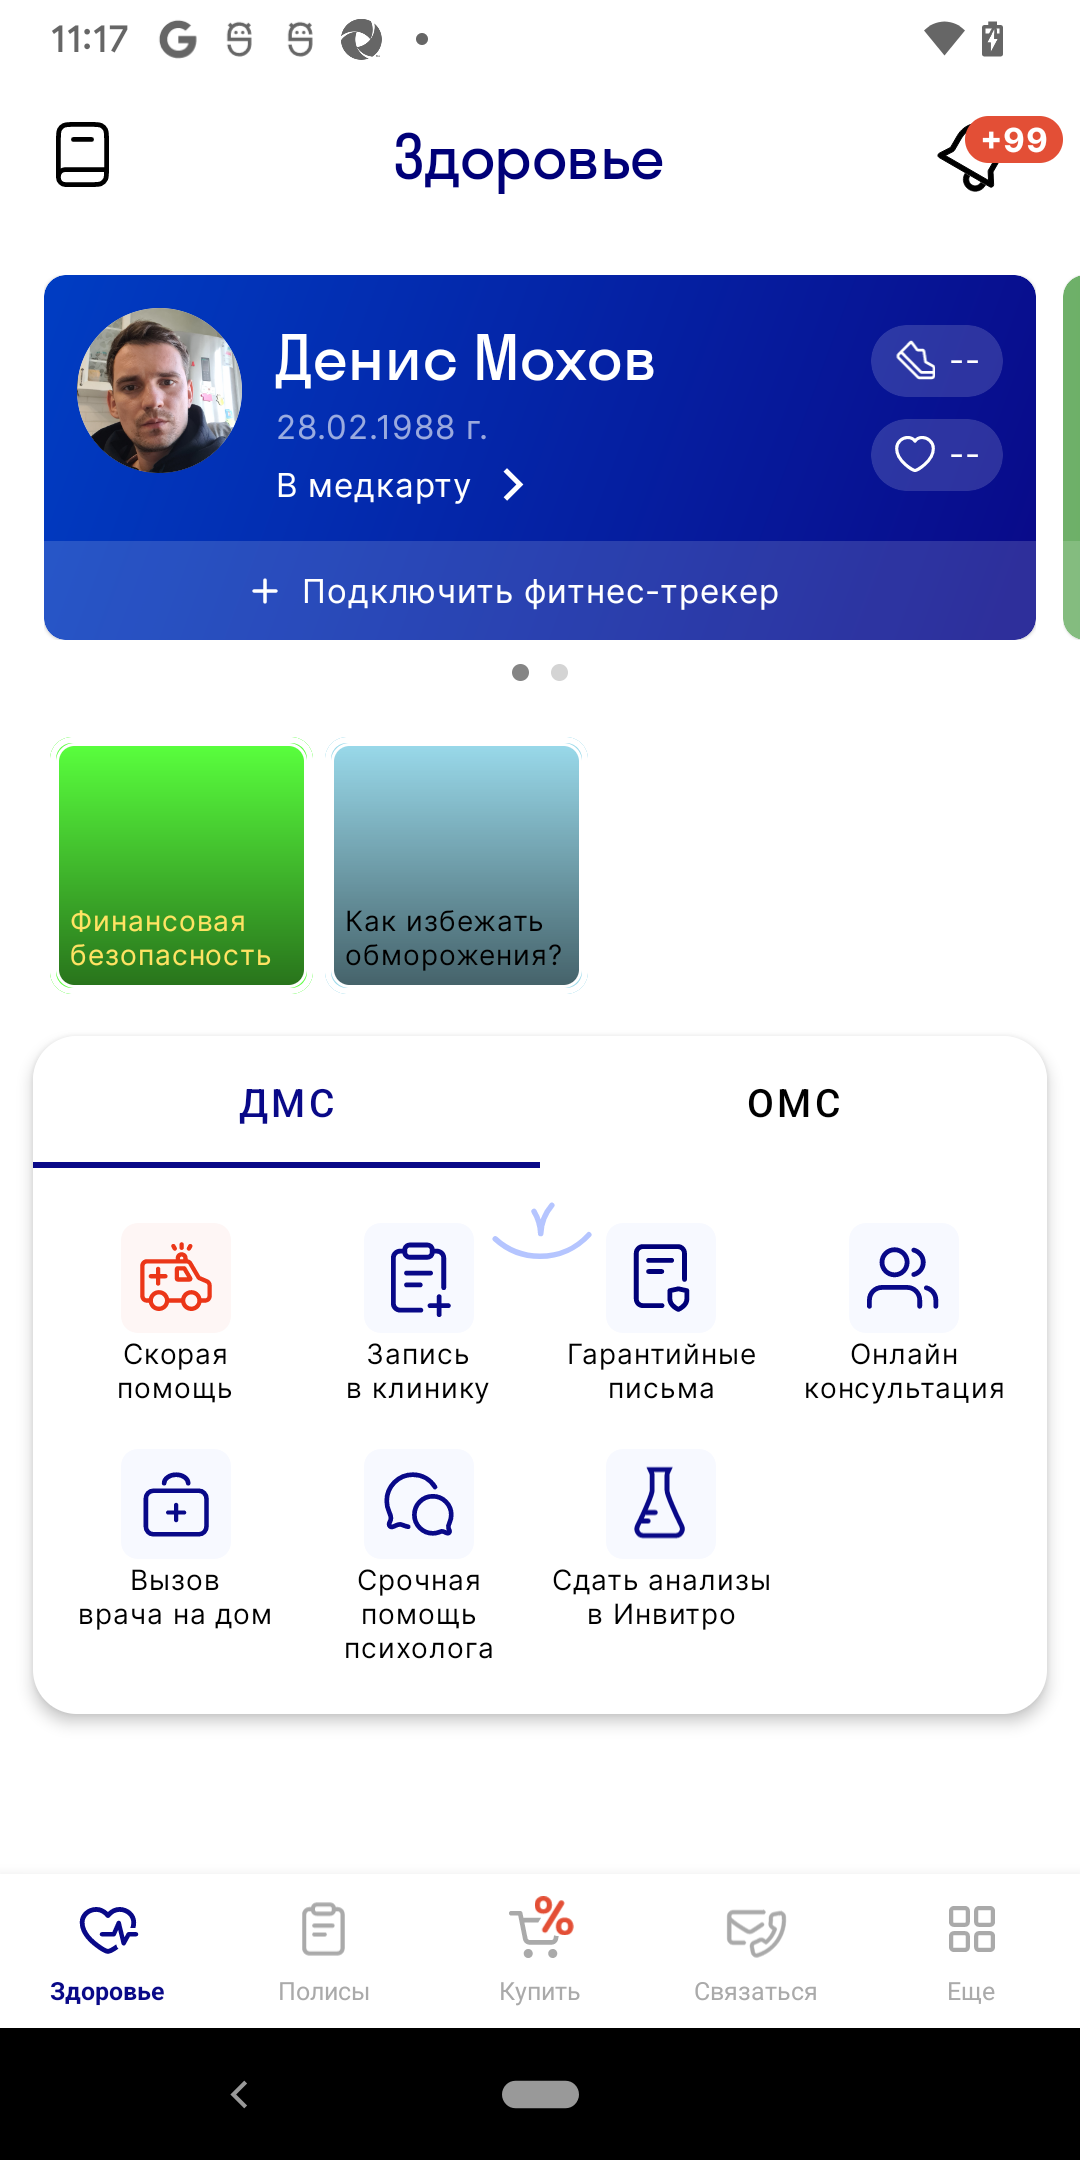 11:17
Здоровье
+99
Денис Мохов
28.02.1988 г.
В медкарту
--
--
+ Подключить фитнес-трекер
Финансовая
безопасность
Как избежать
обморожения?
ДМС
ОМС
Скорая
помощь
Запись
в клинику
Гарантийные
письма
Онлайн
консультация
Вызов
врача на дом
Срочная
помощь
психолога
Сдать анализы
в Инвитро
%
Здоровье
Полисы
Купить
Связаться
Еще